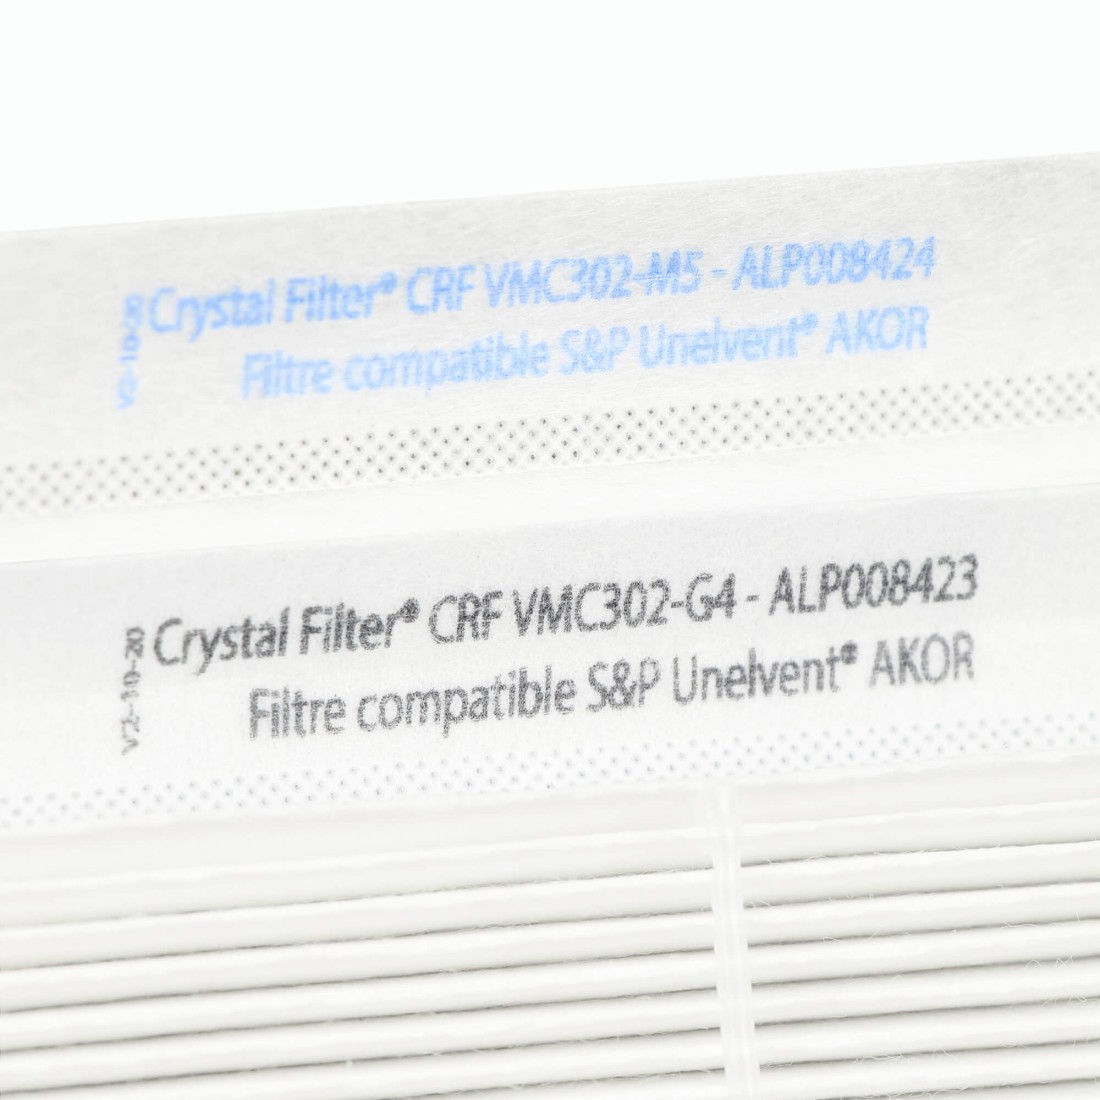 Crystal Filter® CRF VMC302-M5 - ALP008424
Filtre compatible S&P Unelvent® AKOR
Crystal Filter® CRF VMC302-G4 - ALP008423
Filtre compatible S&P Unelvent® AKOR
V2-10-20